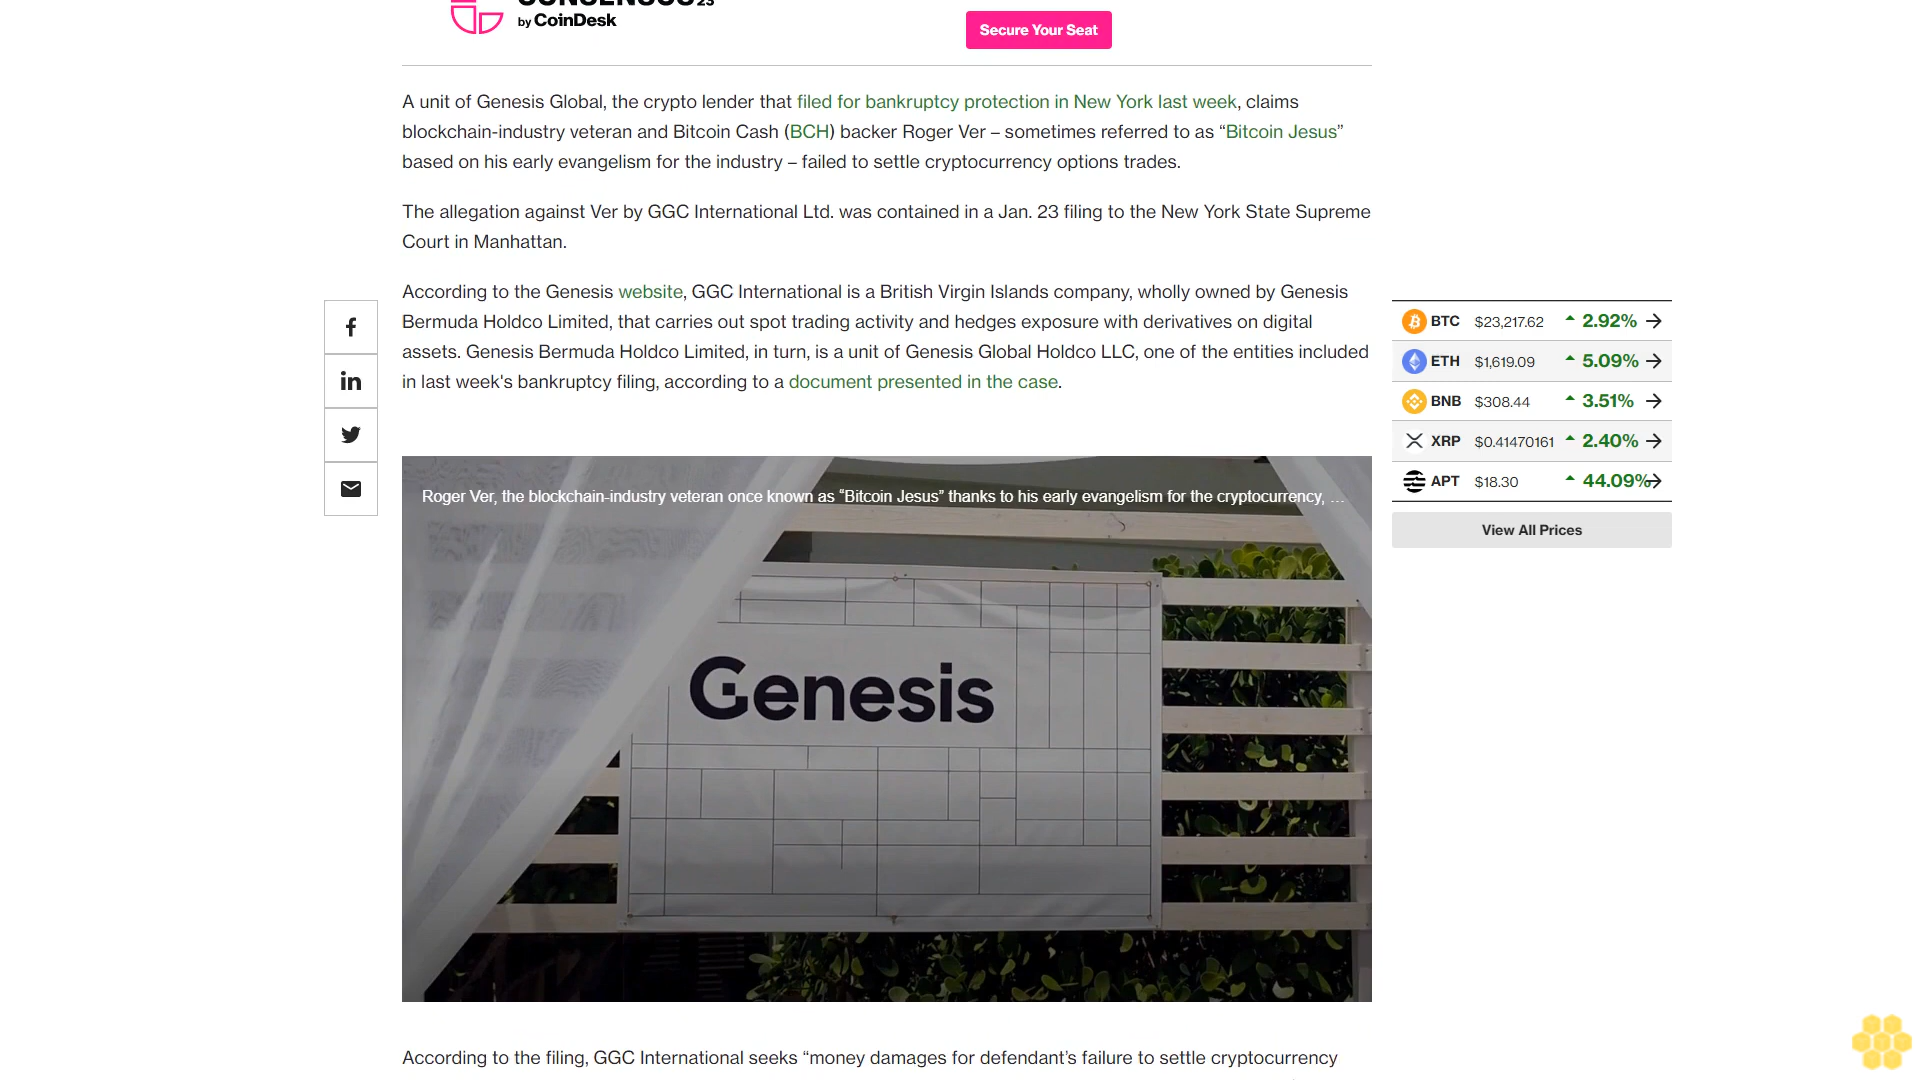 CONSENSUS23
by CoinDesk
Secure Your Seat
A unit of Genesis Global, the crypto lender that filed for bankruptcy protection in New York last week, claims
blockchain-industry veteran and Bitcoin Cash (BCH) backer Roger Ver – sometimes referred to as “Bitcoin Jesus”
based on his early evangelism for the industry – failed to settle cryptocurrency options trades.
The allegation against Ver by GGC International Ltd. was contained in a Jan. 23 filing to the New York State Supreme
Court in Manhattan.
According to the Genesis website, GGC International is a British Virgin Islands company, wholly owned by Genesis
Bermuda Holdco Limited, that carries out spot trading activity and hedges exposure with derivatives on digital
assets. Genesis Bermuda Holdco Limited, in turn, is a unit of Genesis Global Holdco LLC, one of the entities included
in last week's bankruptcy filing, according to a document presented in the case.
BTC $23,217.62 2.92%
ETH $1,619.09 5.09%
BNB $308.44 3.51%
XRP $0.41470161 2.40%
APT $18.30 44.09%
View All Prices
Roger Ver, the blockchain-industry veteran once known as “Bitcoin Jesus” thanks to his early evangelism for the cryptocurrency, ...
Genesis
According to the filing, GGC International seeks “money damages for defendant’s failure to settle cryptocurrency